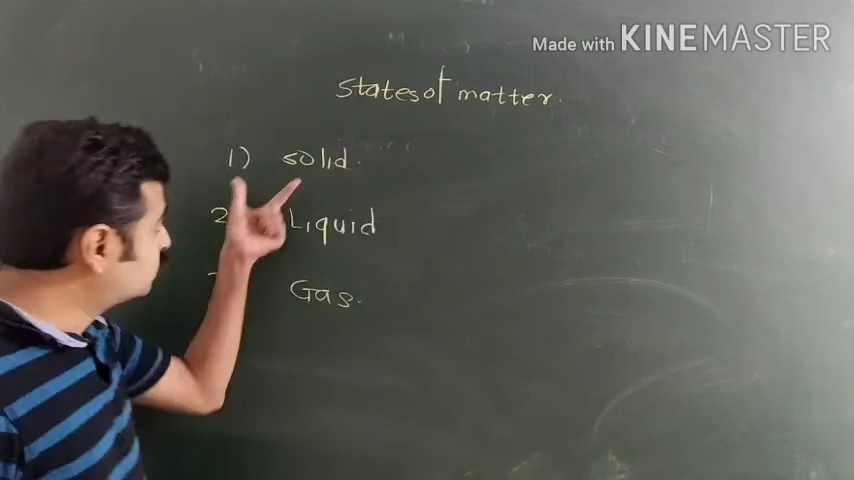 Made with KINEMASTER
States of matter.
1) solid.
2 Liquid
Gas.